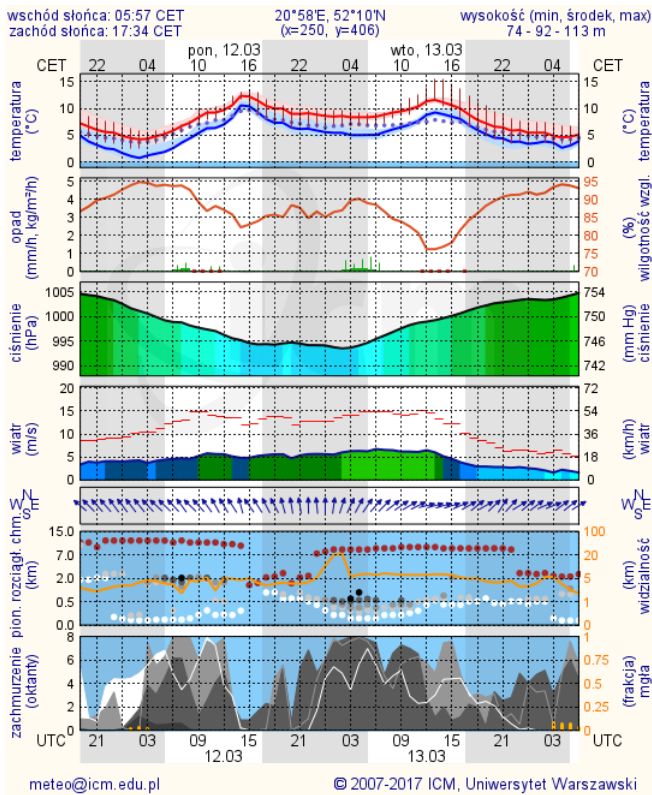 wschód słońca: 05:57 CET 20°58'E, 52°10'N wysokość (min, środek, max)
zachód słońca: 17:34 CET (x=250, y=406) 74 - 92 - 113 m
pon, 12.03 wto, 13.03
CET 22 04 10 16 22 04 10 16 22 04 CET
temperatura (°C) 15 10 5 0 15 10 5 0 temperatura (°C)
opad (mm/h, kg/m²/h) 5 4 3 2 1 0 95 90 85 80 75 70 (%) wilgotność wzgl.
ciśnienie (hPa) 1005 1000 995 990 754 750 746 742 (mm Hg) ciśnienie
wiatr (m/s) 20 15 10 5 0 72 54 36 18 0 (km/h) wiatr
N W E S N W E S
pion. rozciągł. chm. (km) 15.0 7.0 2.0 0.5 0.0 100 20 5 1 0 (km) widzialność
zachmurzenie (oktanty) 8 6 4 2 0 1 0.75 0.5 0.25 0 (frakcja) mgła
UTC 21 03 09 15 21 03 09 15 21 03 UTC
12.03 13.03
meteo@icm.edu.pl © 2007-2017 ICM, Uniwersytet Warszawski